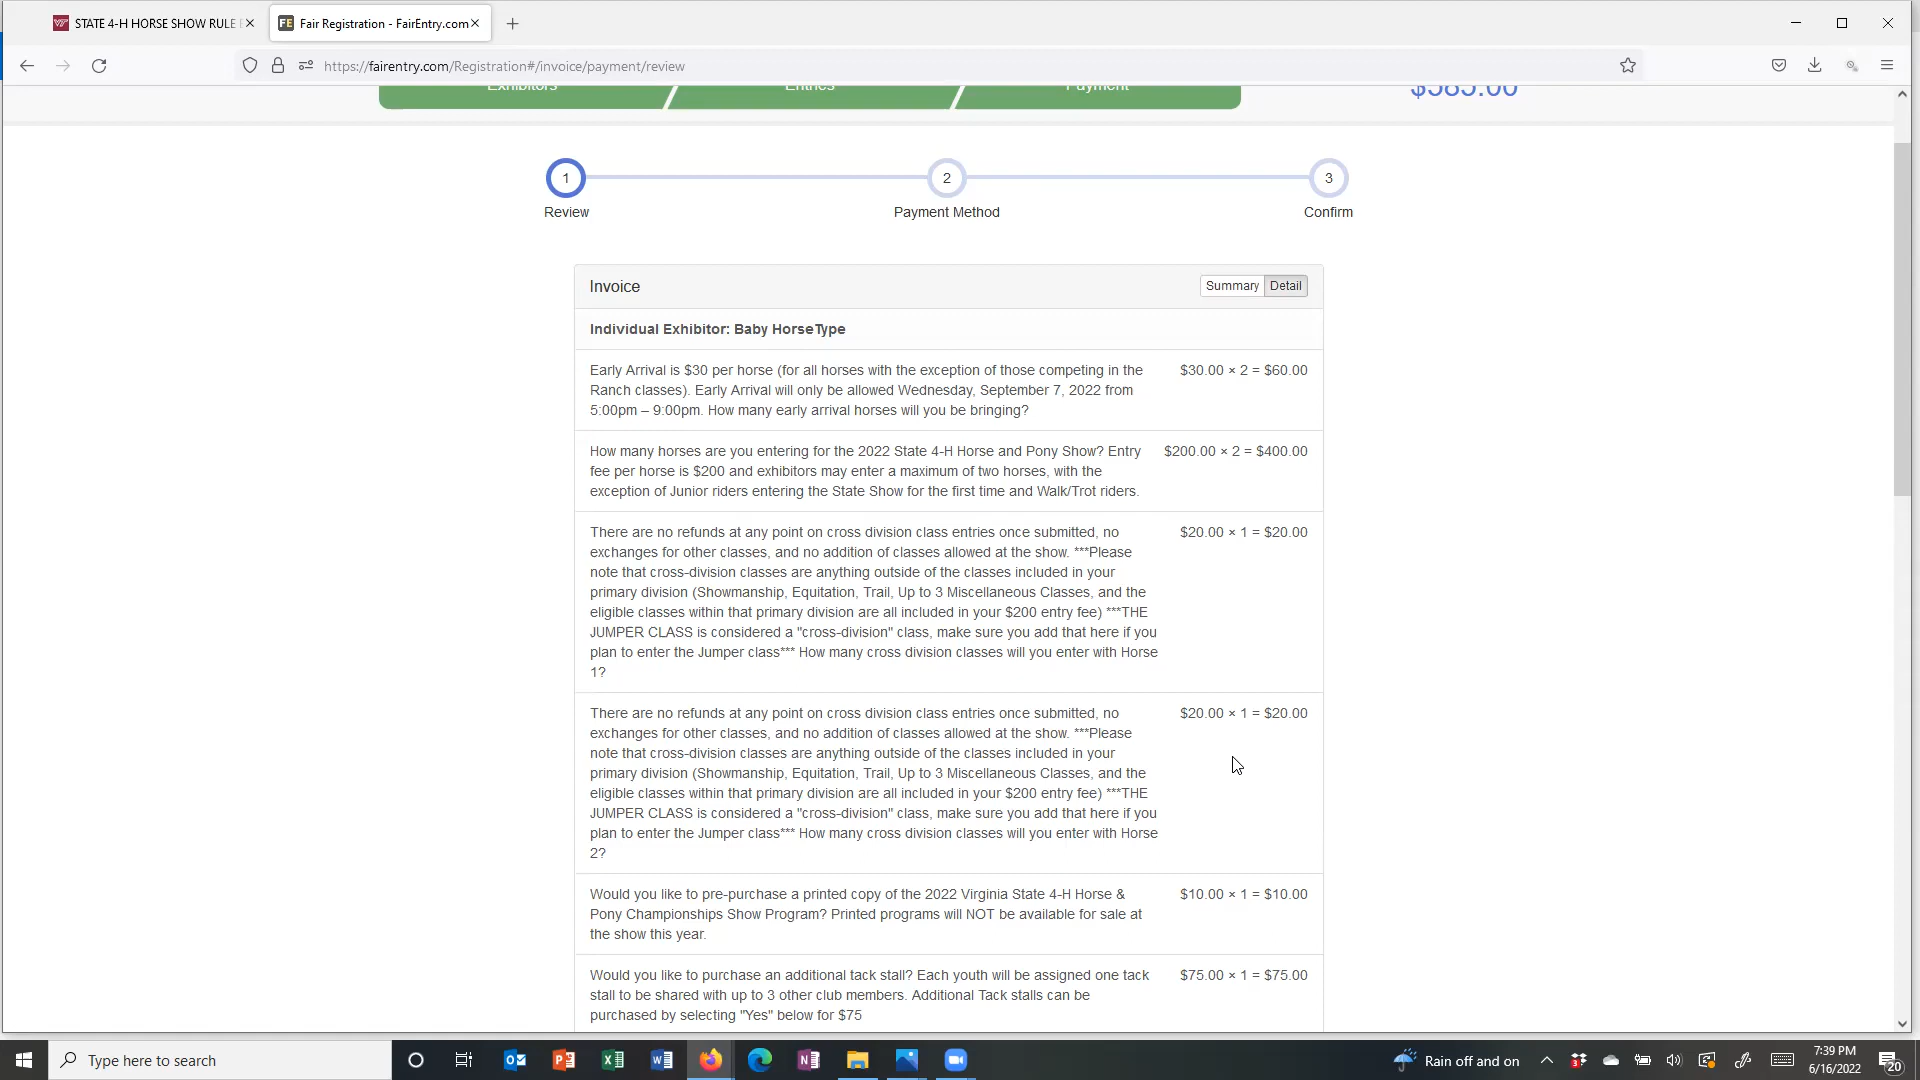 STATE 4-H HORSE SHOW RULE
Fair Registration - FairEntry.com
https://fairentry.com/Registration#/invoice/payment/review
Exhibitors
Entries
Payment
$585.00
1
2
3
Review
Payment Method
Confirm
Invoice
Summary
Detail
Individual Exhibitor: Baby HorseType
Early Arrival is $30 per horse (for all horses with the exception of those competing in the
$30.00 × 2 = $60.00
Ranch classes). Early Arrival will only be allowed Wednesday, September 7, 2022 from
5:00pm – 9:00pm. How many early arrival horses will you be bringing?
How many horses are you entering for the 2022 State 4-H Horse and Pony Show? Entry
$200.00 × 2 = $400.00
fee per horse is $200 and exhibitors may enter a maximum of two horses, with the
exception of Junior riders entering the State Show for the first time and Walk/Trot riders.
There are no refunds at any point on cross division class entries once submitted, no
$20.00 × 1 = $20.00
exchanges for other classes, and no addition of classes allowed at the show. ***Please
note that cross-division classes are anything outside of the classes included in your
primary division (Showmanship, Equitation, Trail, Up to 3 Miscellaneous Classes, and the
eligible classes within that primary division are all included in your $200 entry fee) ***THE
JUMPER CLASS is considered a "cross-division" class, make sure you add that here if you
plan to enter the Jumper class*** How many cross division classes will you enter with Horse
1?
There are no refunds at any point on cross division class entries once submitted, no
$20.00 × 1 = $20.00
exchanges for other classes, and no addition of classes allowed at the show. ***Please
note that cross-division classes are anything outside of the classes included in your
primary division (Showmanship, Equitation, Trail, Up to 3 Miscellaneous Classes, and the
eligible classes within that primary division are all included in your $200 entry fee) ***THE
JUMPER CLASS is considered a "cross-division" class, make sure you add that here if you
plan to enter the Jumper class*** How many cross division classes will you enter with Horse
2?
Would you like to pre-purchase a printed copy of the 2022 Virginia State 4-H Horse &
$10.00 × 1 = $10.00
Pony Championships Show Program? Printed programs will NOT be available for sale at
the show this year.
Would you like to purchase an additional tack stall? Each youth will be assigned one tack
$75.00 × 1 = $75.00
stall to be shared with up to 3 other club members. Additional Tack stalls can be
purchased by selecting "Yes" below for $75
Type here to search
Rain off and on
7:39 PM
6/16/2022
20